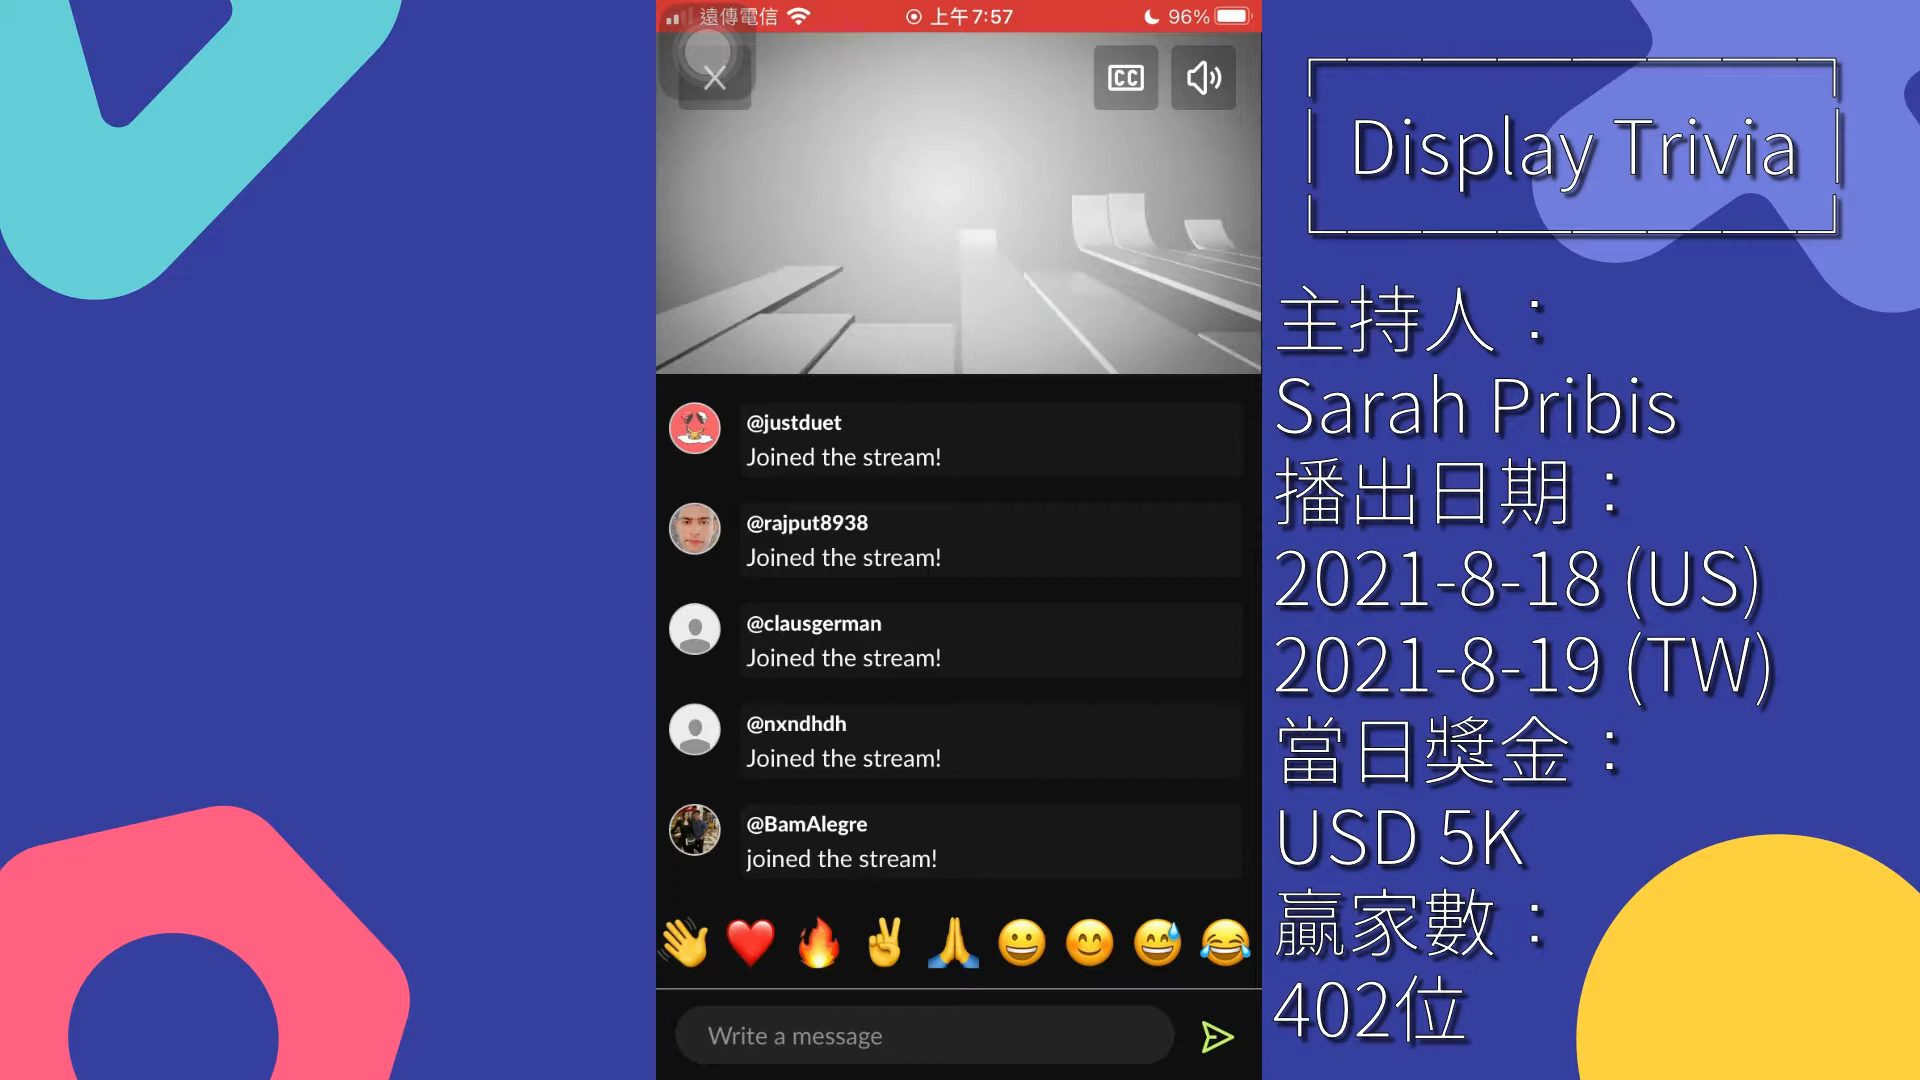 遠傳電信
上午7:57
96%
CC
@justduet
Joined the stream!
@rajput8938
Joined the stream!
@clausgerman
Joined the stream!
@nxndhdh
Joined the stream!
@BamAlegre
joined the stream!
Write a message
Display Trivia
主持人：
Sarah Pribis
播出日期：
2021-8-18 (US)
2021-8-19 (TW)
當日獎金：
USD 5K
贏家數：
402位